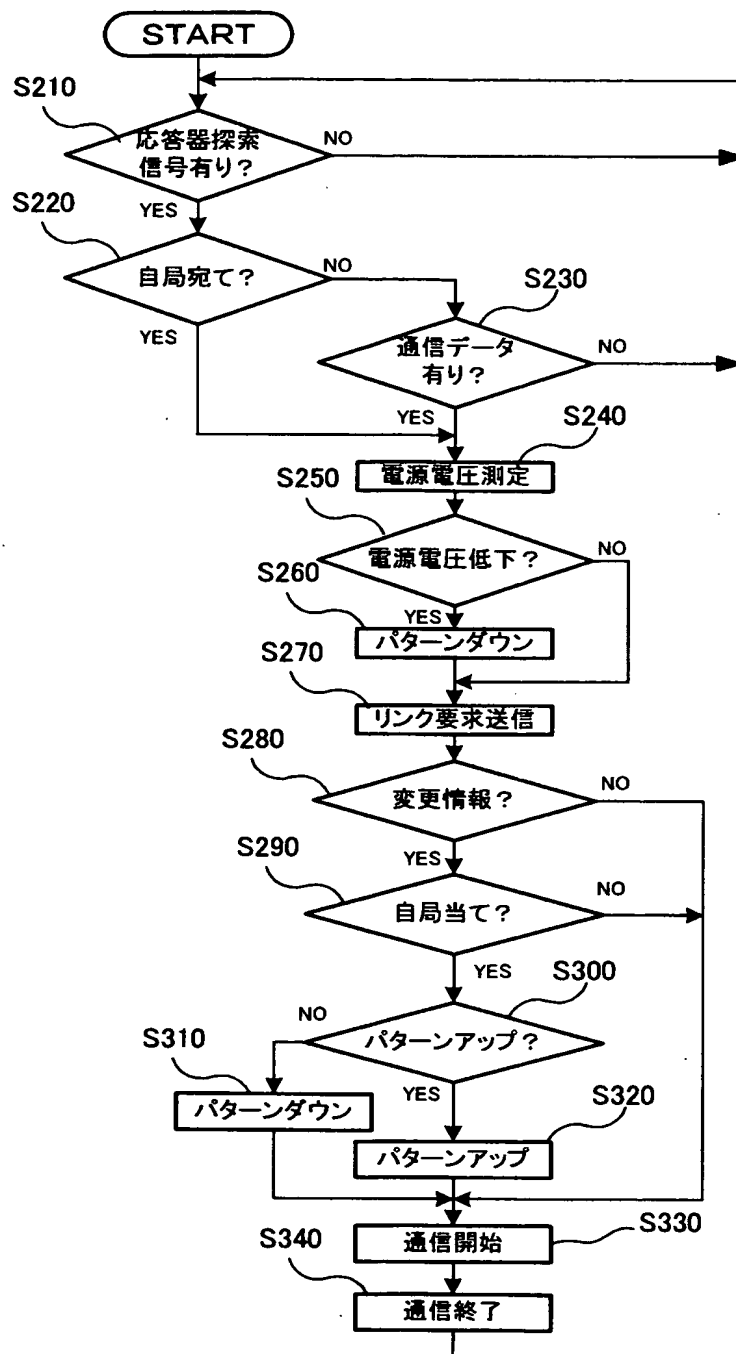 START
S210
応答器探索
信号有り?
NO
YES
S220
自局宛て?
NO
YES
S230
通信データ
有り?
NO
YES
S240
電源電圧測定
S250
電源電圧低下?
NO
YES
S260
パターンダウン
S270
リンク要求送信
S280
変更情報?
NO
YES
S290
自局当て?
NO
YES
S300
パターンアップ?
NO
YES
S310
パターンダウン
S320
パターンアップ
S330
通信開始
S340
通信終了